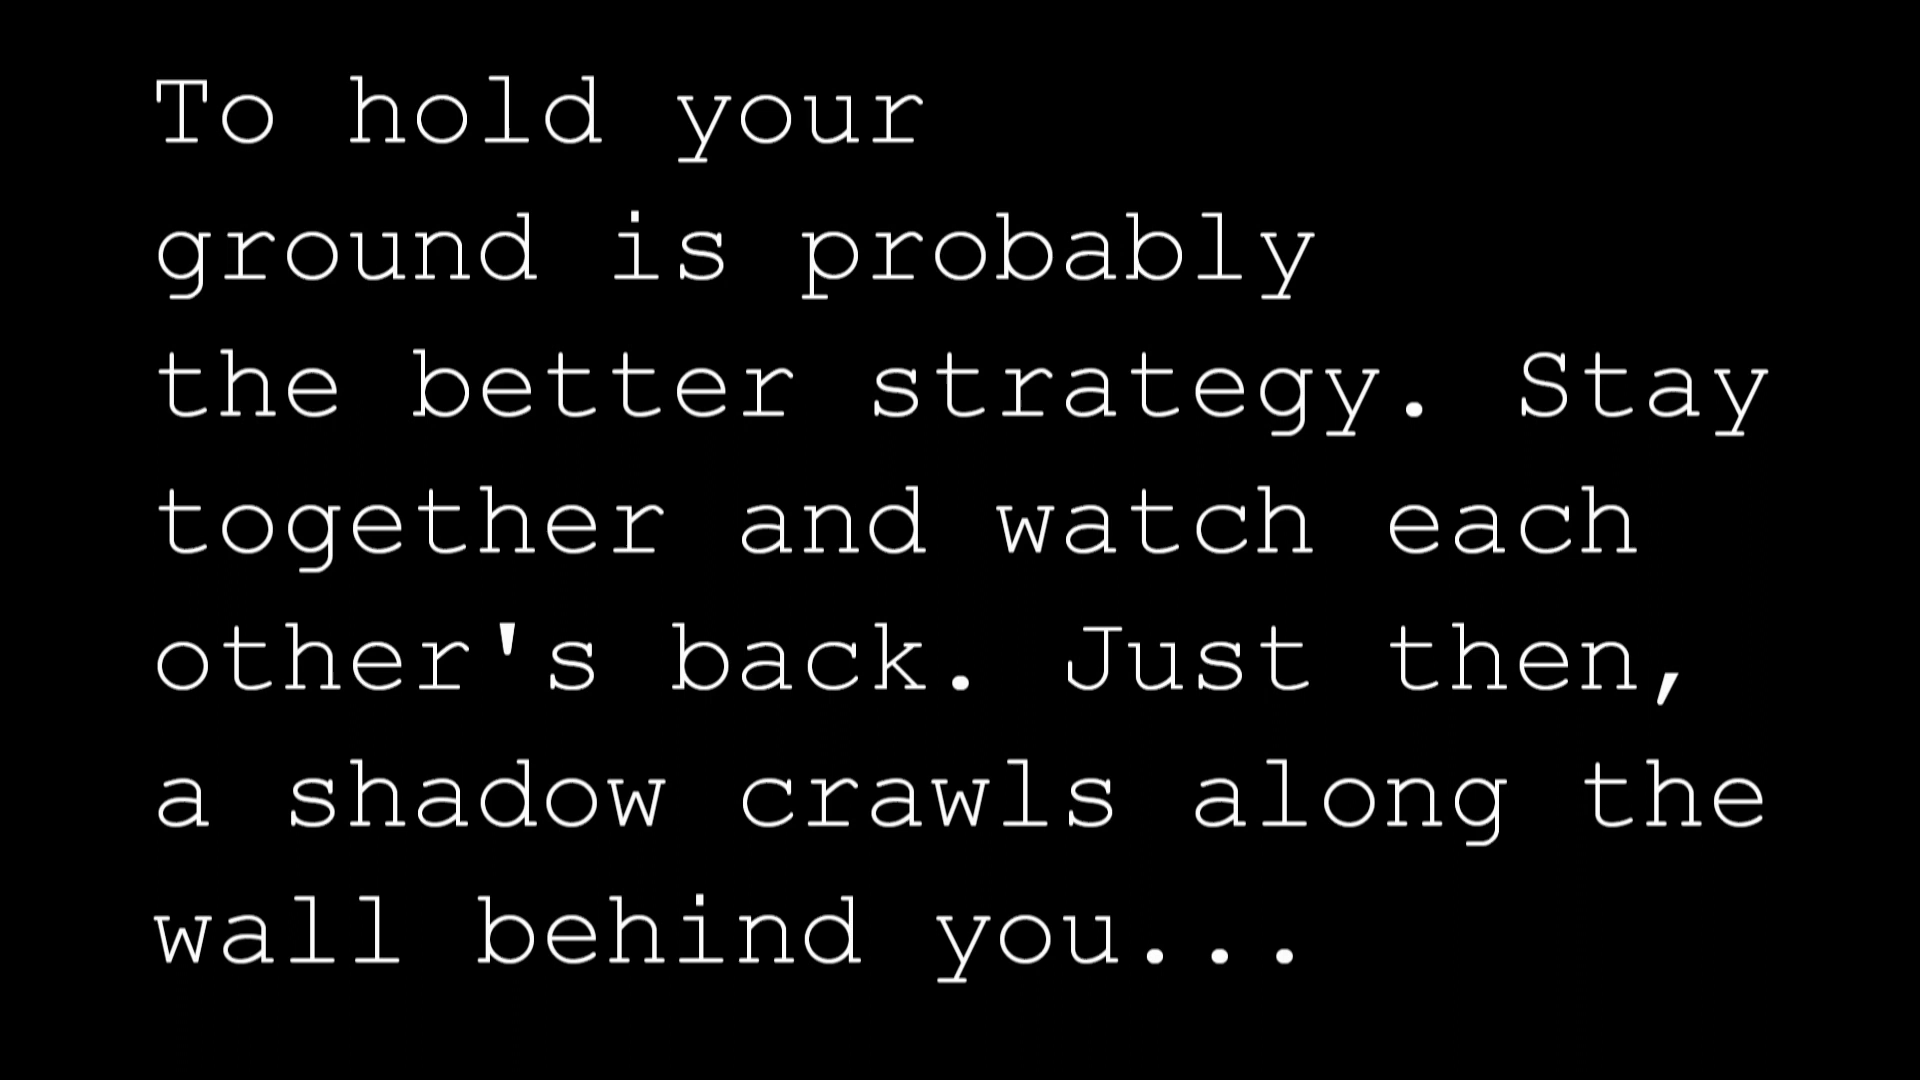 To hold your
ground is probably
the better strategy. Stay
together and watch each
other's back. Just then,
a shadow crawls along the
wall behind you...